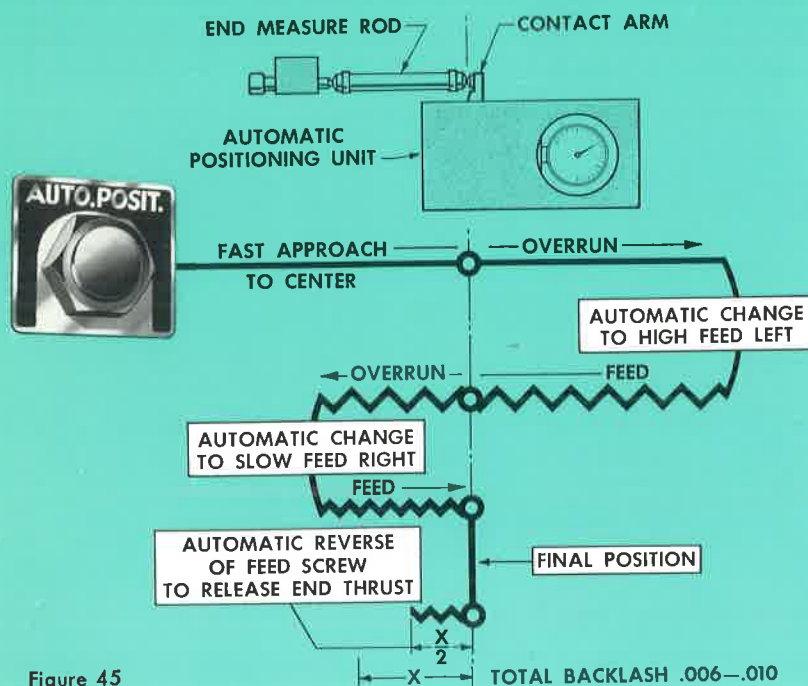 END MEASURE ROD
CONTACT ARM
AUTOMATIC
POSITIONING UNIT
AUTO.POSIT.
FAST APPROACH
TO CENTER
OVERRUN
AUTOMATIC CHANGE
TO HIGH FEED LEFT
OVERRUN
FEED
AUTOMATIC CHANGE
TO SLOW FEED RIGHT
FEED
AUTOMATIC REVERSE
OF FEED SCREW
TO RELEASE END THRUST
FINAL POSITION
X
2
X
TOTAL BACKLASH .006—.010
Figure 45